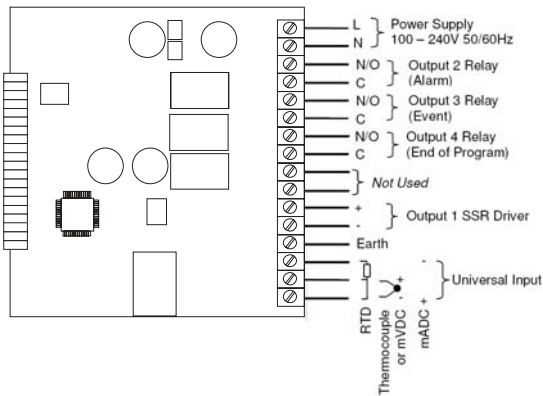 L
Power Supply
N
100 – 240V 50/60Hz
N/O
Output 2 Relay
C
(Alarm)
N/O
Output 3 Relay
C
(Event)
N/O
Output 4 Relay
C
(End of Program)
Not Used
+
Output 1 SSR Driver
-
Earth
-
+
Universal Input
-
+
RTD
Thermocouple
or mVDC
mADC